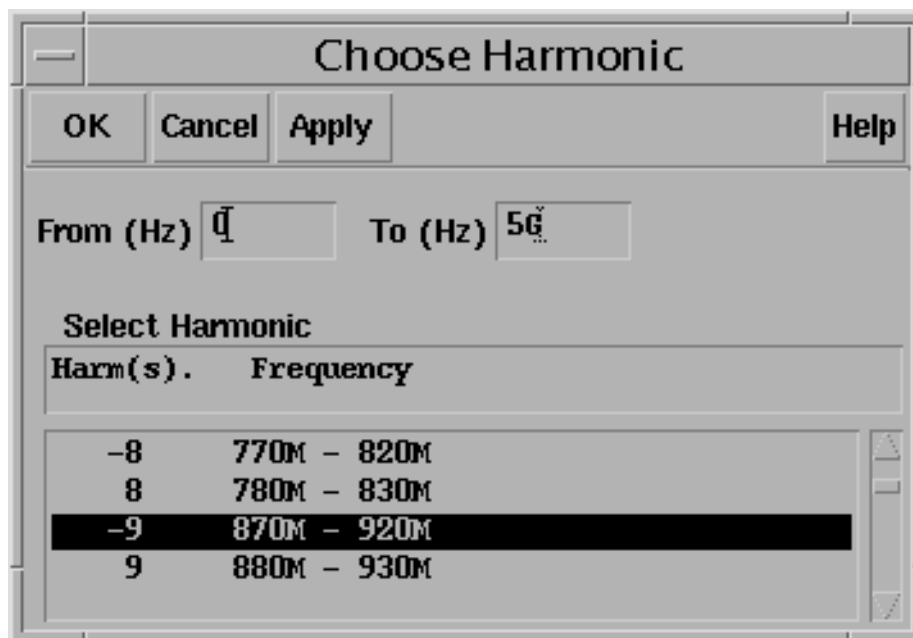 Choose Harmonic
OK Cancel Apply Help
From (Hz) 0 To (Hz) 5G
Select Harmonic
Harm(s). Frequency
-8 770M - 820M
8 780M - 830M
-9 870M - 920M
9 880M - 930M